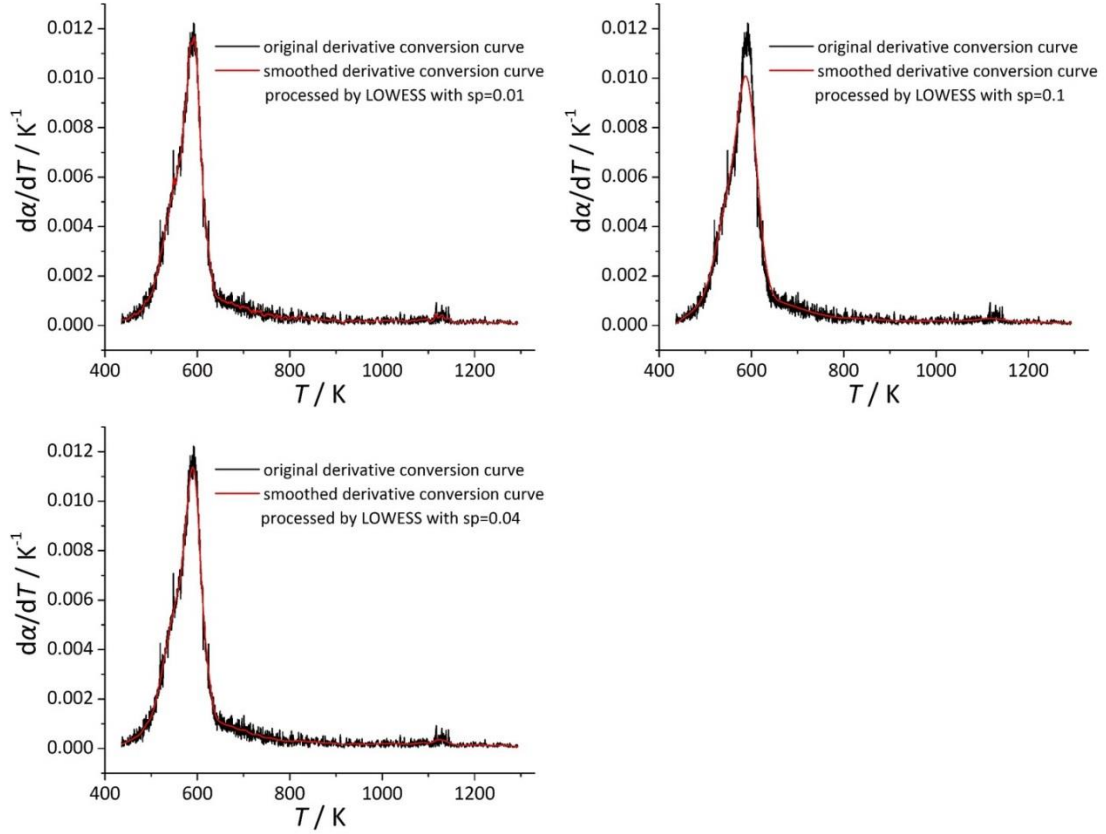 0.012
0.010
0.008
0.006
0.004
0.002
0.000
dα/dT / K⁻¹
original derivative conversion curve
smoothed derivative conversion curve
processed by LOWESS with sp=0.01
400 600 800 1000 1200
T / K
0.012
0.010
0.008
0.006
0.004
0.002
0.000
dα/dT / K⁻¹
original derivative conversion curve
smoothed derivative conversion curve
processed by LOWESS with sp=0.1
400 600 800 1000 1200
T / K
0.012
0.010
0.008
0.006
0.004
0.002
0.000
dα/dT / K⁻¹
original derivative conversion curve
smoothed derivative conversion curve
processed by LOWESS with sp=0.04
400 600 800 1000 1200
T / K